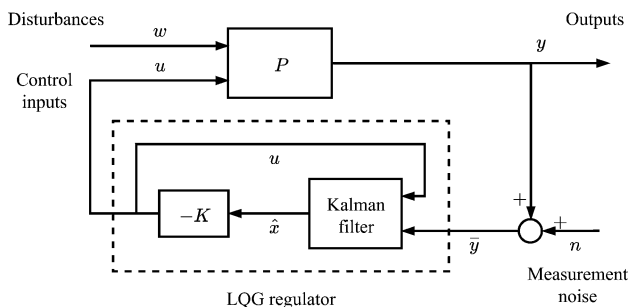 Disturbances
Outputs
w
y
P
u
Control
inputs
u
−K
Kalman
filter
x̂
ȳ
+
+
n
Measurement
noise
LQG regulator